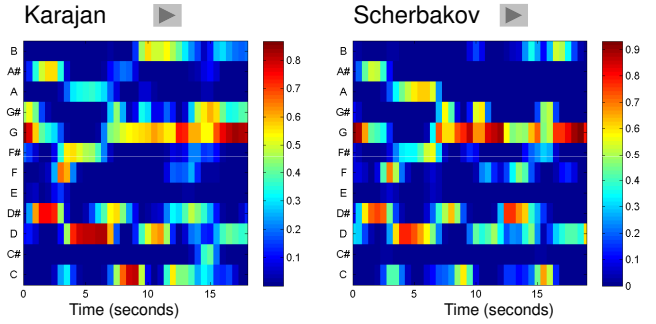 Karajan
Scherbakov
B
A#
A
G#
G
F#
F
E
D#
D
C#
C
0
5
10
15
Time (seconds)
0.8
0.7
0.6
0.5
0.4
0.3
0.2
0.1
B
A#
A
G#
G
F#
F
E
D#
D
C#
C
0
5
10
15
Time (seconds)
0.9
0.8
0.7
0.6
0.5
0.4
0.3
0.2
0.1
0